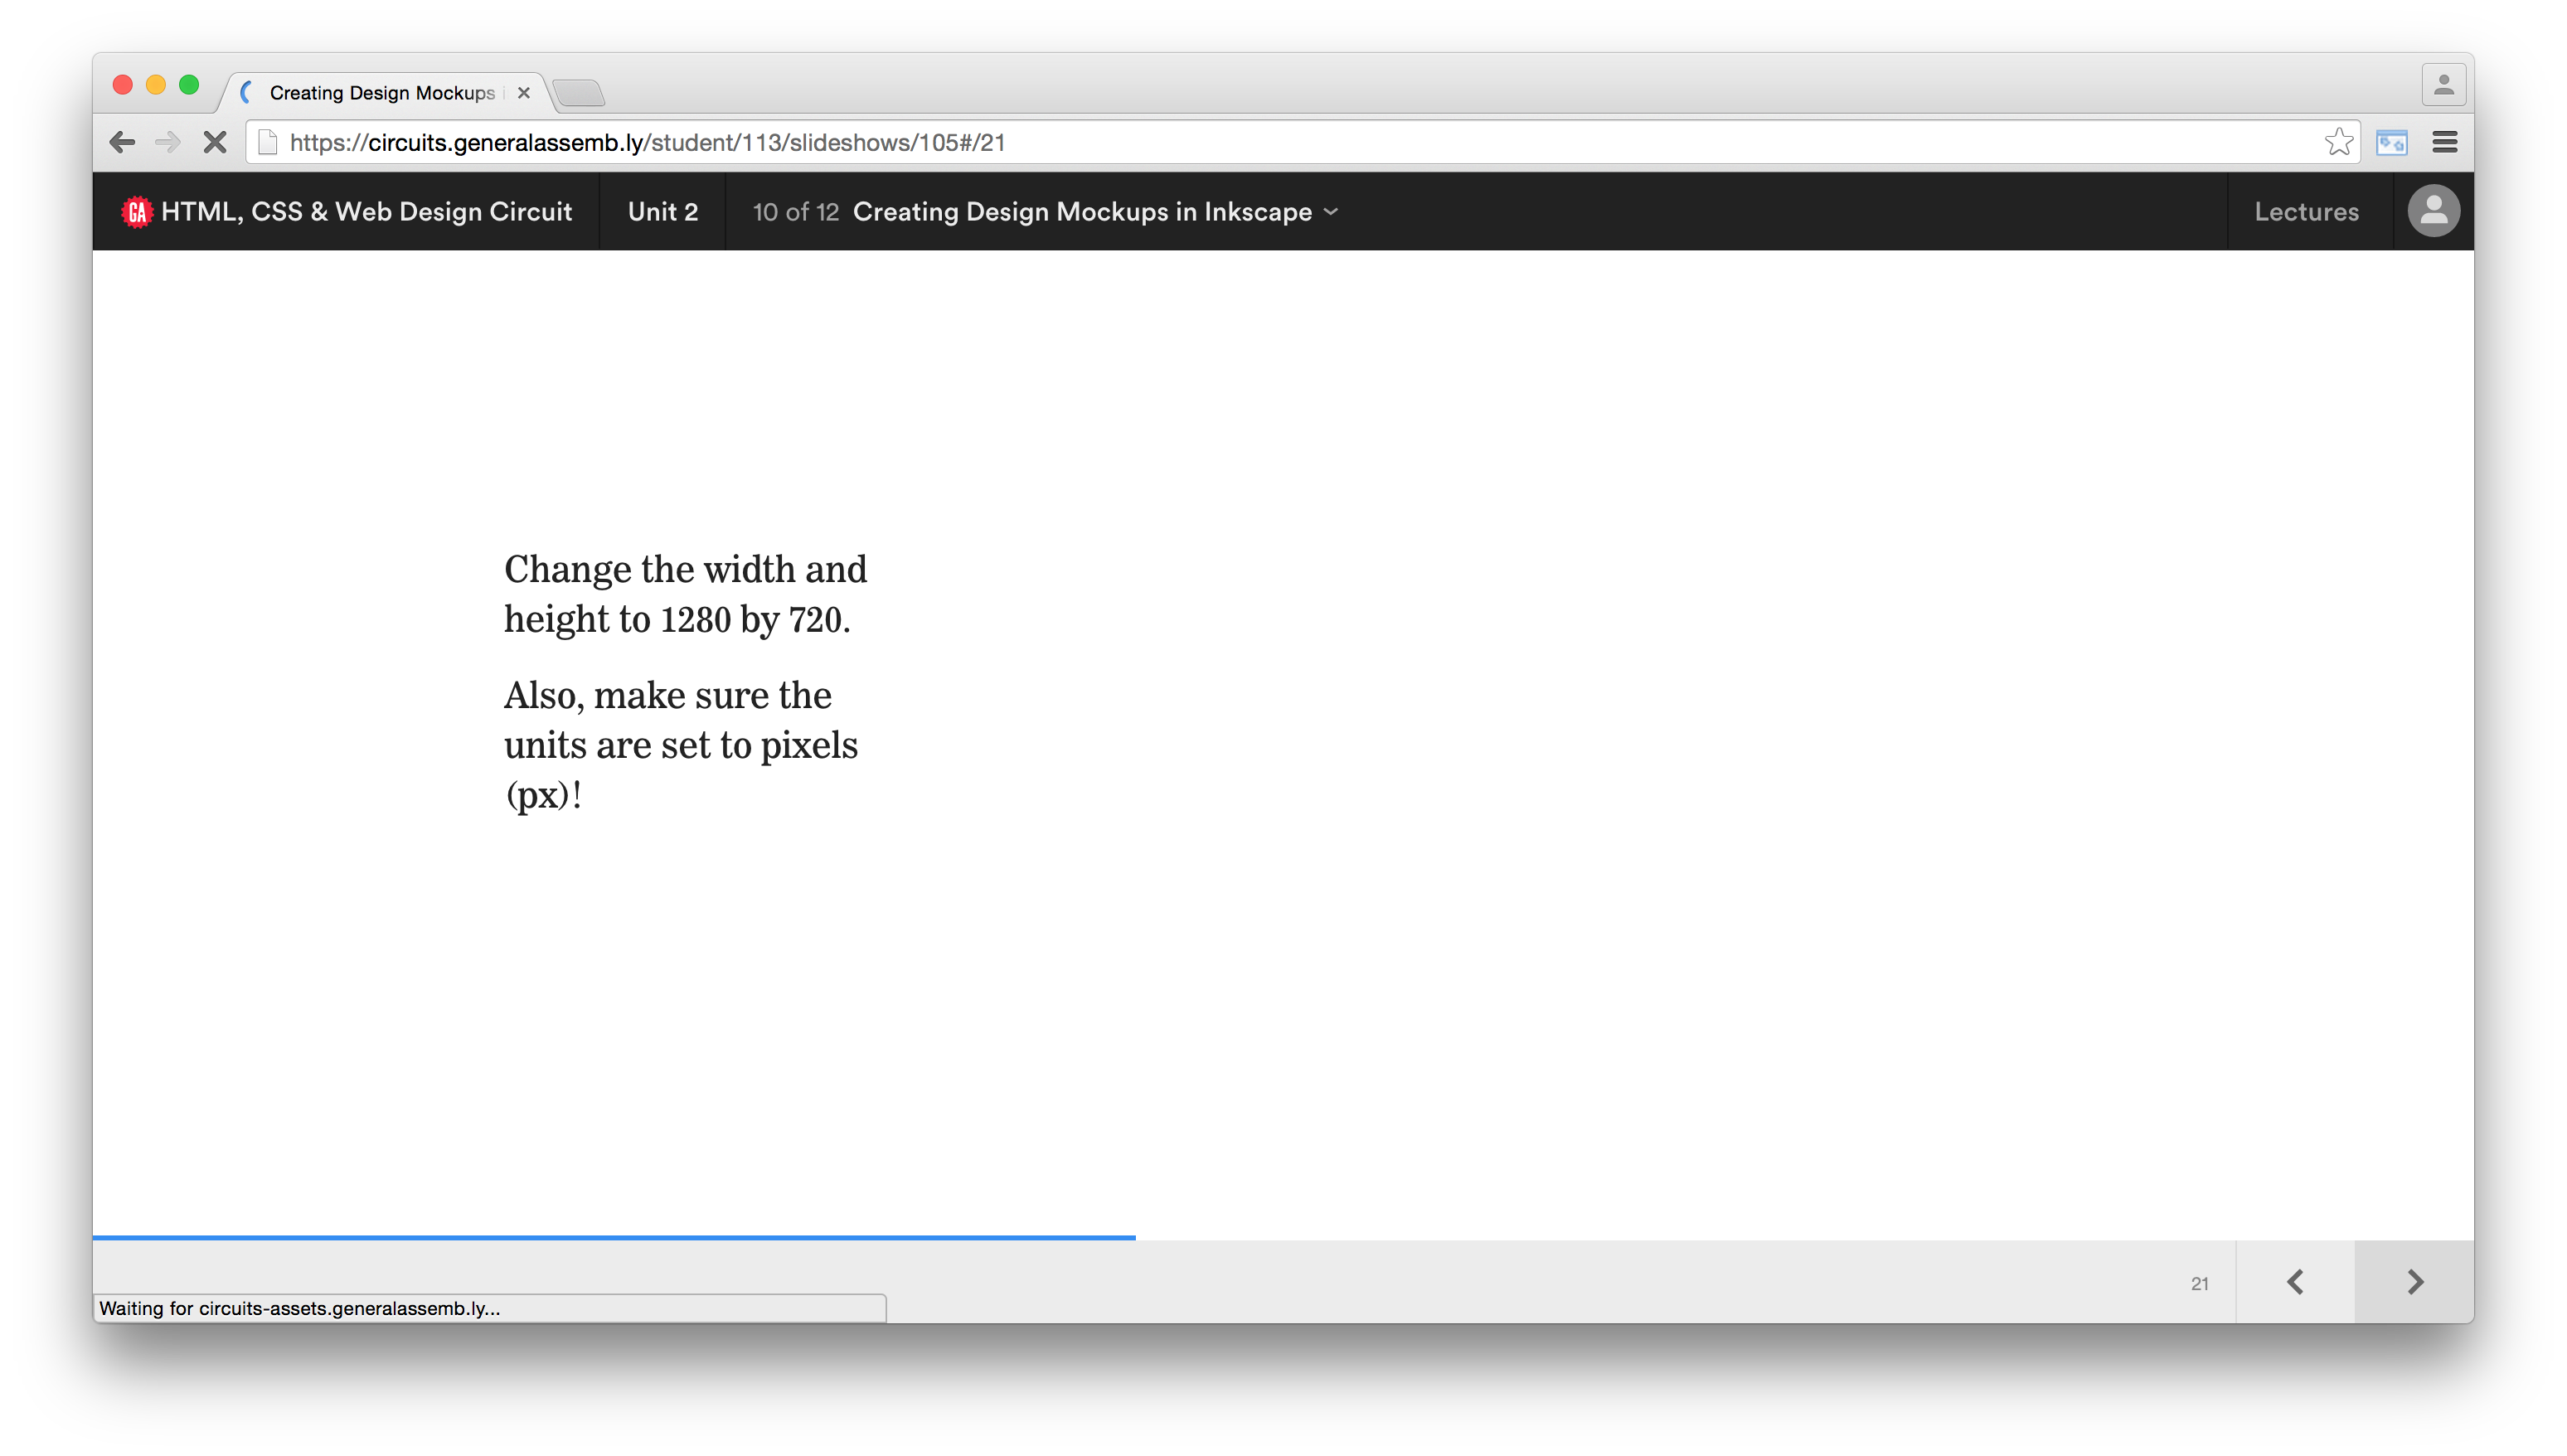 Creating Design Mockups i
https://circuits.generalassemb.ly/student/113/slideshows/105#/21
GA HTML, CSS & Web Design Circuit Unit 2 10 of 12 Creating Design Mockups in Inkscape Lectures
Change the width and
height to 1280 by 720.
Also, make sure the
units are set to pixels
(px)!
21
Waiting for circuits-assets.generalassemb.ly...